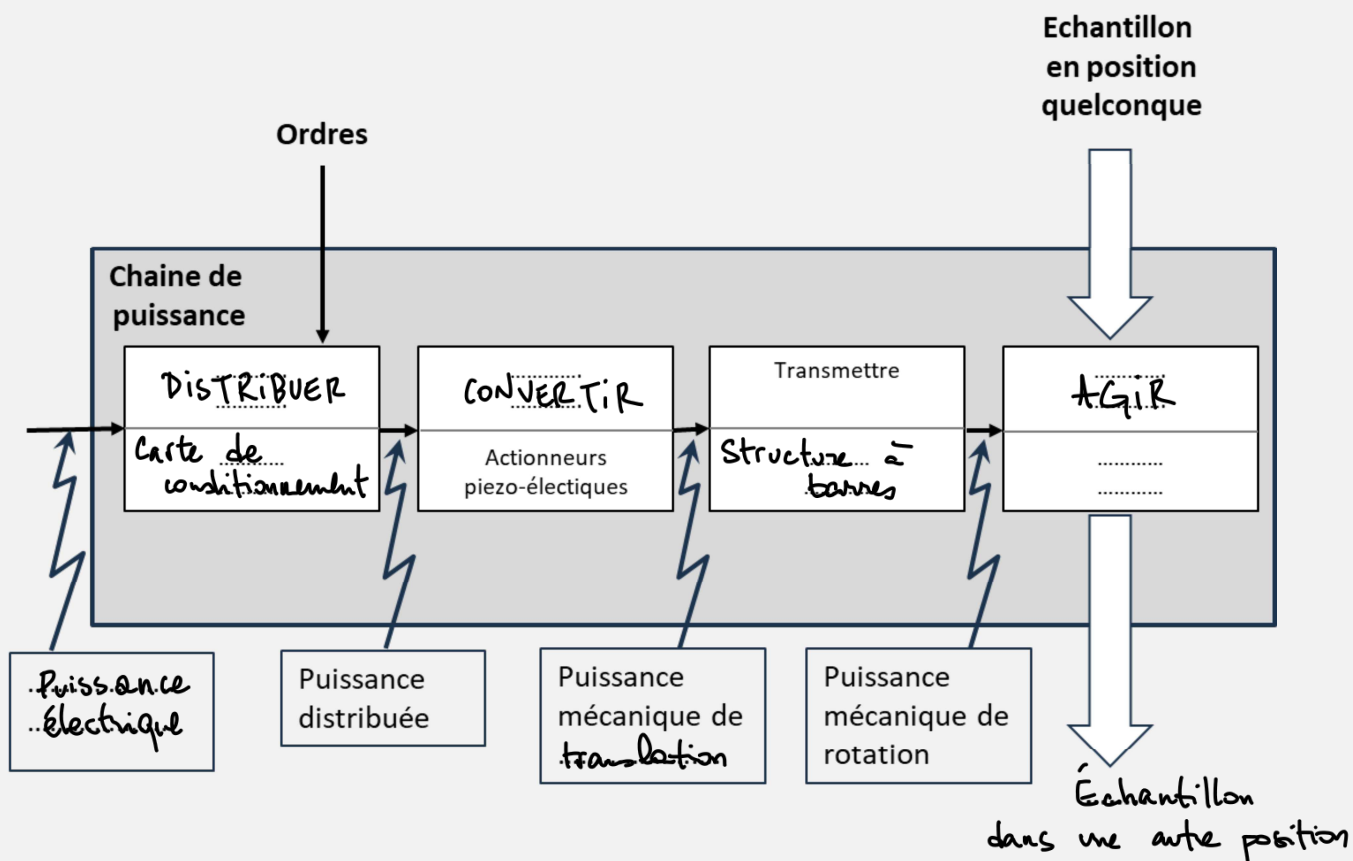 Echantillon
en position
quelconque
Ordres
Chaine de
puissance
DiSTRiBUER
Carte de
conditionnement
CONVERTiR
Actionneurs
piezo-électiques
Transmettre
Structure à
barres
AGiR
............
............
Puissance
électrique
Puissance
distribuée
Puissance
mécanique de
translation
Puissance
mécanique de
rotation
Échantillon
dans une autre position